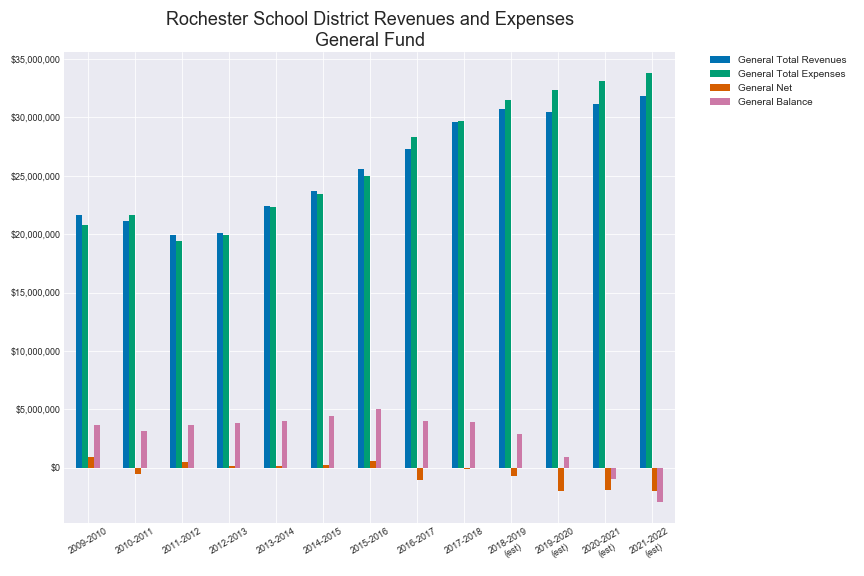 Rochester School District Revenues and Expenses
General Fund
$35,000,000
$30,000,000
$25,000,000
$20,000,000
$15,000,000
$10,000,000
$5,000,000
$0
2009-2010
2010-2011
2011-2012
2012-2013
2013-2014
2014-2015
2015-2016
2016-2017
2017-2018
2018-2019
(est)
2019-2020
(est)
2020-2021
(est)
2021-2022
(est)
General Total Revenues
General Total Expenses
General Net
General Balance